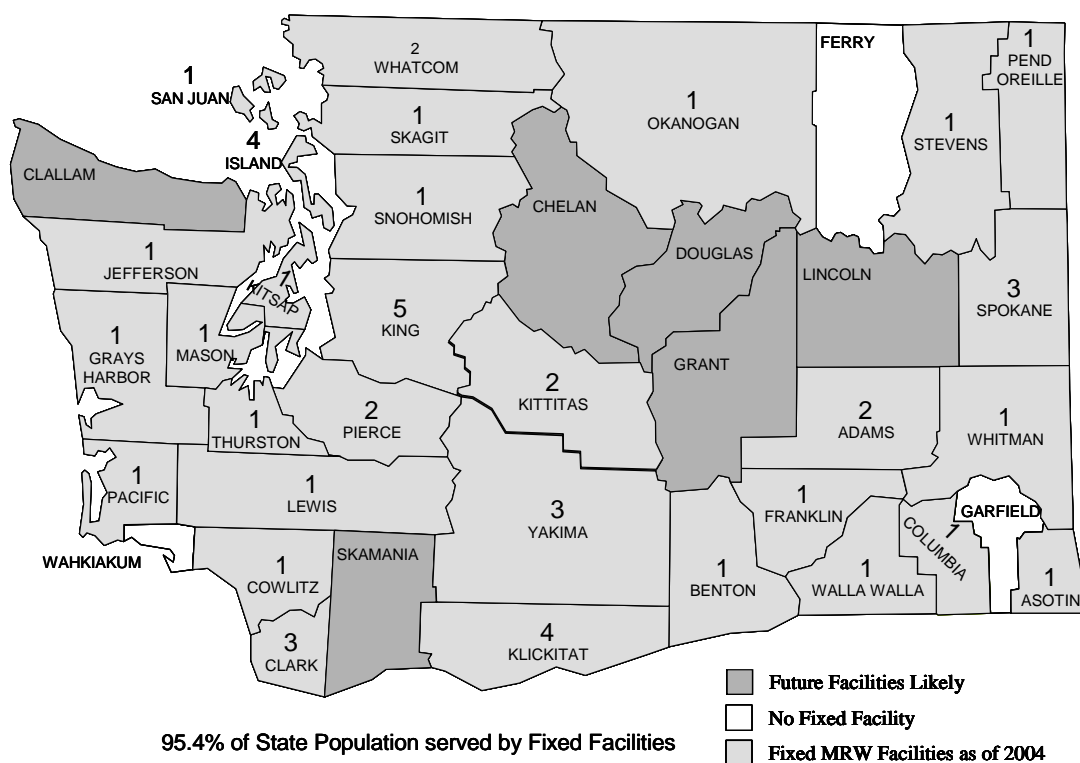 2
WHATCOM
FERRY
1
PEND
OREILLE
1
SAN JUAN
1
OKANOGAN
1
SKAGIT
1
STEVENS
4
ISLAND
CLALLAM
1
SNOHOMISH
CHELAN
DOUGLAS
1
JEFFERSON
LINCOLN
1
KITSAP
5
KING
3
SPOKANE
1
GRAYS
HARBOR
1
MASON
GRANT
2
KITTITAS
1
THURSTON
2
PIERCE
2
ADAMS
1
WHITMAN
1
PACIFIC
1
LEWIS
3
YAKIMA
1
FRANKLIN
GARFIELD
1
COLUMBIA
WAHKIAKUM
SKAMANIA
1
COWLITZ
1
BENTON
1
WALLA WALLA
1
ASOTIN
3
CLARK
4
KLICKITAT
Future Facilities Likely
No Fixed Facility
Fixed MRW Facilities as of 2004
95.4% of State Population served by Fixed Facilities